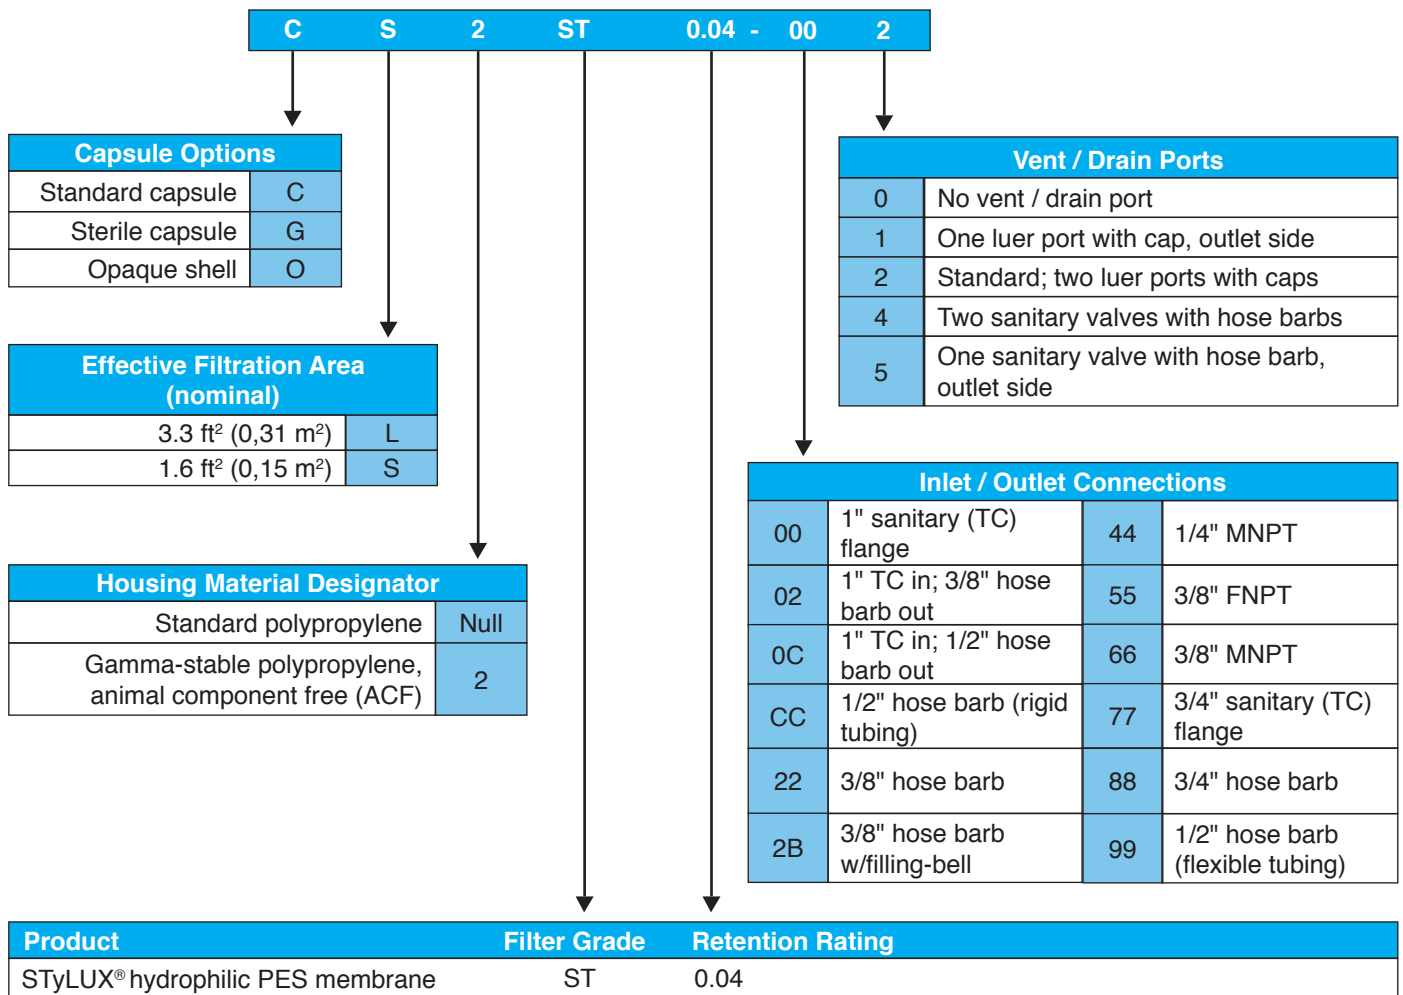 C S 2 ST 0.04 - 00 2
Capsule Options
Standard capsule C
Sterile capsule G
Opaque shell O
Effective Filtration Area
(nominal)
3.3 ft² (0,31 m²) L
1.6 ft² (0,15 m²) S
Housing Material Designator
Standard polypropylene Null
Gamma-stable polypropylene,
animal component free (ACF) 2
Vent / Drain Ports
0 No vent / drain port
1 One luer port with cap, outlet side
2 Standard; two luer ports with caps
4 Two sanitary valves with hose barbs
5 One sanitary valve with hose barb,
outlet side
Inlet / Outlet Connections
00 1" sanitary (TC)
flange
44 1/4" MNPT
02 1" TC in; 3/8" hose
barb out
55 3/8" FNPT
0C 1" TC in; 1/2" hose
barb out
66 3/8" MNPT
CC 1/2" hose barb (rigid
tubing)
77 3/4" sanitary (TC)
flange
22 3/8" hose barb
88 3/4" hose barb
2B 3/8" hose barb
w/filling-bell
99 1/2" hose barb
(flexible tubing)
Product Filter Grade Retention Rating
STyLUX® hydrophilic PES membrane ST 0.04